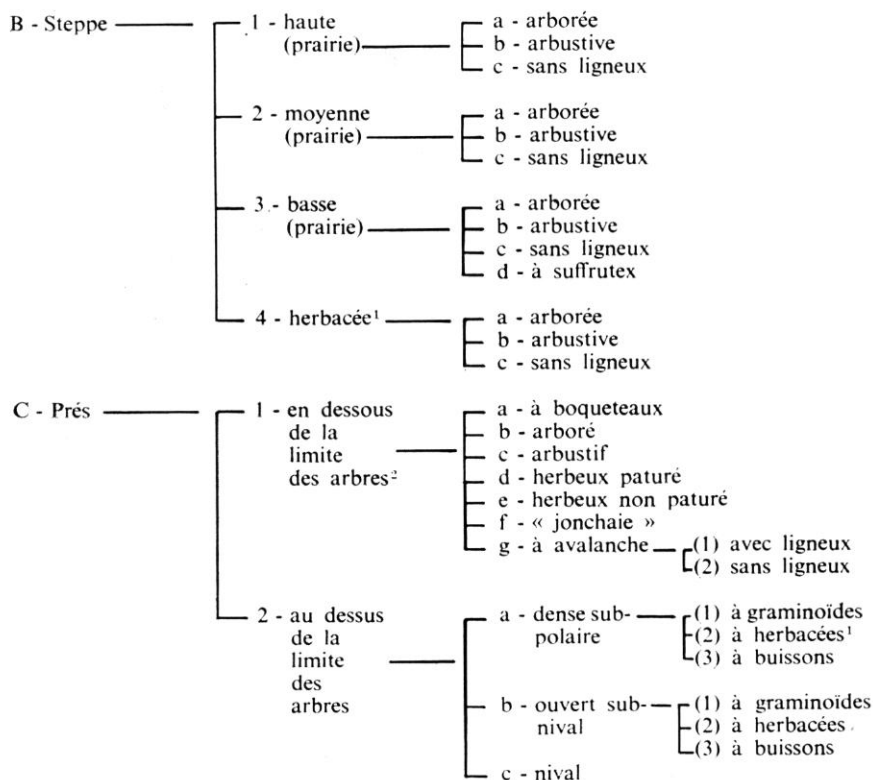 B - Steppe
1 - haute
(prairie)
a - arborée
b - arbustive
c - sans ligneux
2 - moyenne
(prairie)
a - arborée
b - arbustive
c - sans ligneux
3 - basse
(prairie)
a - arborée
b - arbustive
c - sans ligneux
d - à suffrutex
4 - herbacée¹
a - arborée
b - arbustive
c - sans ligneux
C - Prés
1 - en dessous
de la
limite
des arbres²
a - à boqueteaux
b - arboré
c - arbustif
d - herbeux paturé
e - herbeux non paturé
f - « jonchaie »
g - à avalanche
(1) avec ligneux
(2) sans ligneux
2 - au dessus
de la
limite
des
arbres
a - dense sub-
polaire
(1) à graminoïdes
(2) à herbacées¹
(3) à buissons
b - ouvert sub-
nival
(1) à graminoïdes
(2) à herbacées
(3) à buissons
c - nival